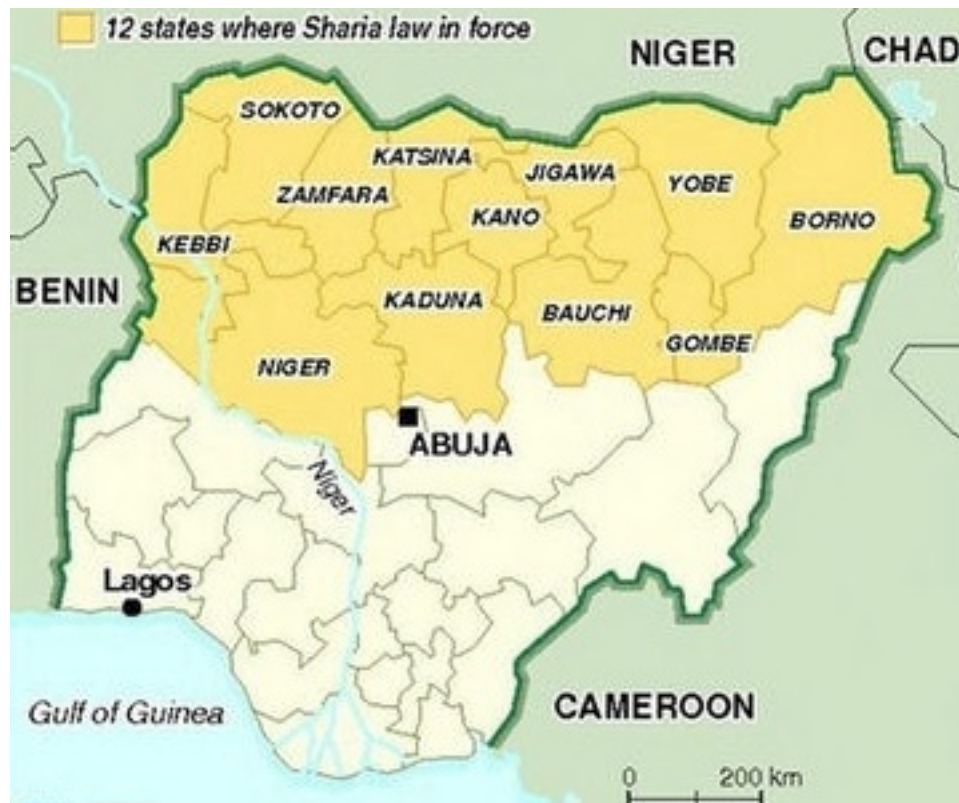 12 states where Sharia law in force
NIGER
CHAD
SOKOTO
KATSINA
JIGAWA
ZAMFARA
YOBE
KANO
BORNO
KEBBI
BENIN
KADUNA
BAUCHI
GOMBE
NIGER
ABUJA
Niger
Lagos
Gulf of Guinea
CAMEROON
0 200 km